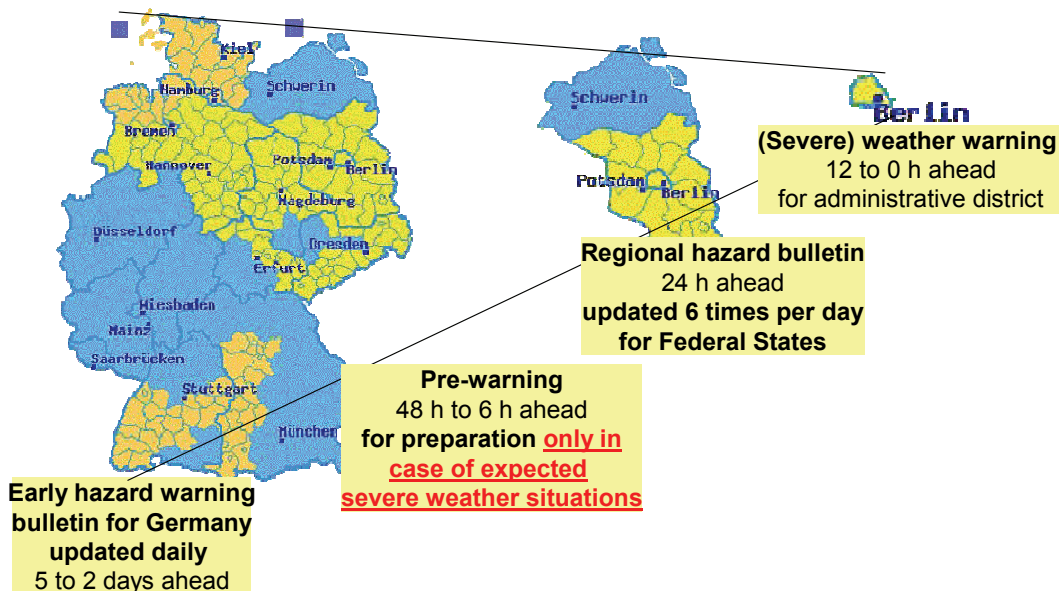 Kiel
Schwerin
Hamburg
Bremen
Hannover
Potsdam
Berlin
Magdeburg
Düsseldorf
Dresden
Erfurt
Wiesbaden
Mainz
Saarbrücken
Stuttgart
München
Schwerin
Potsdam
Berlin
Berlin
(Severe) weather warning
12 to 0 h ahead
for administrative district
Regional hazard bulletin
24 h ahead
updated 6 times per day
for Federal States
Pre-warning
48 h to 6 h ahead
for preparation only in
case of expected
severe weather situations
Early hazard warning
bulletin for Germany
updated daily
5 to 2 days ahead